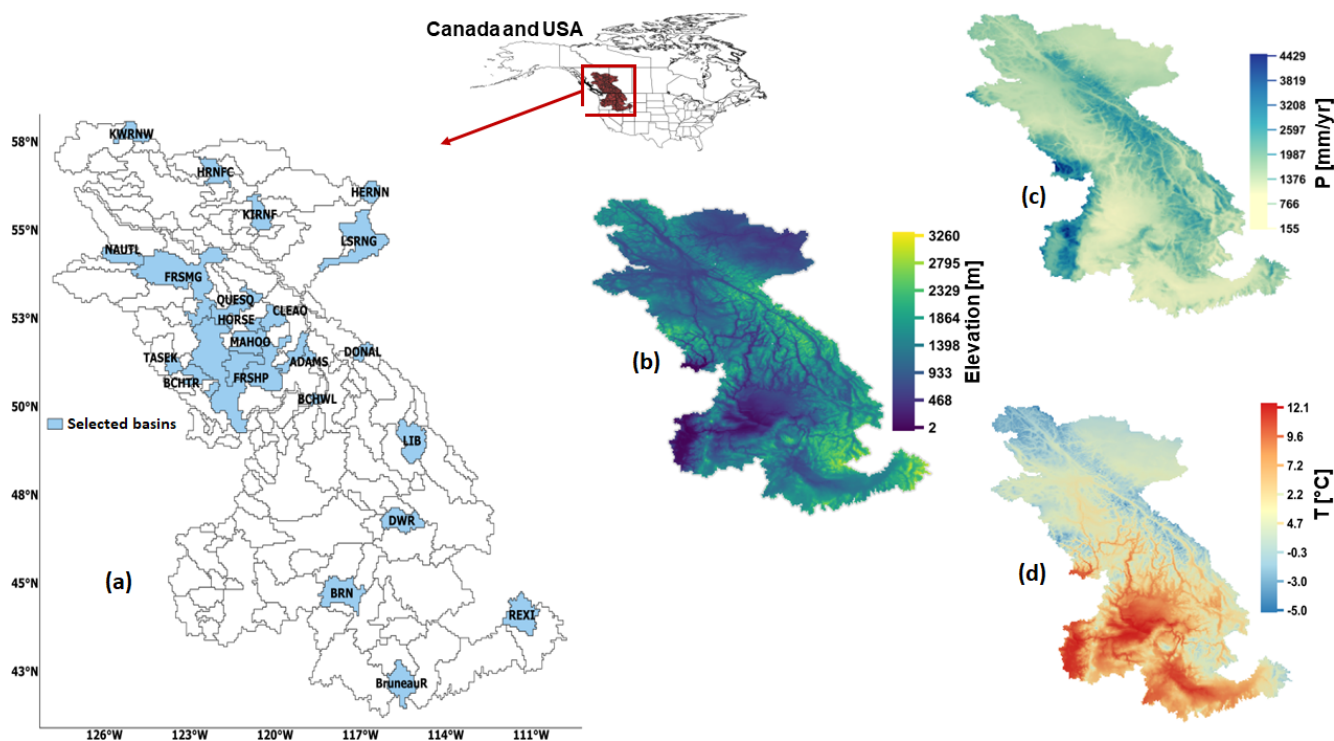 Canada and USA
58°N
55°N
53°N
50°N
48°N
45°N
43°N
126°W
123°W
120°W
117°W
114°W
111°W
KWRNW
HRNFC
HERNN
KIRNF
LSRNG
NAUTL
FRSMG
QUESQ
CLEAO
HORSE
MAHOO
TASEK
ADAMS
DONAL
BCHTR
FRSHP
BCHWL
Selected basins
LIB
DWR
(a)
BRN
REXI
BruneauR
(b)
Elevation [m]
3260
2795
2329
1864
1398
933
468
2
(c)
P [mm/yr]
4429
3819
3208
2597
1987
1376
766
155
(d)
T [°C]
12.1
9.6
7.2
2.2
4.7
-0.3
-3.0
-5.0